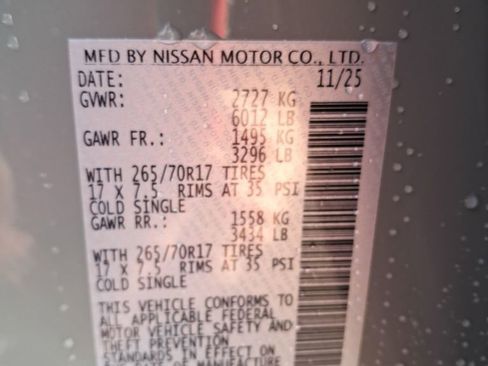 MFD BY NISSAN MOTOR CO., LTD.
DATE: 11/25
GVWR: 2727 KG
6012 LB
GAWR FR.: 1495 KG
3296 LB
WITH 265/70R17 TIRES
17 X 7.5 RIMS AT 35 PSI
COLD SINGLE
GAWR RR.: 1558 KG
3434 LB
WITH 265/70R17 TIRES
17 X 7.5 RIMS AT 35 PSI
COLD SINGLE
THIS VEHICLE CONFORMS TO
ALL APPLICABLE FEDERAL
MOTOR VEHICLE SAFETY AND
THEFT PREVENTION
STANDARDS IN EFFECT ON